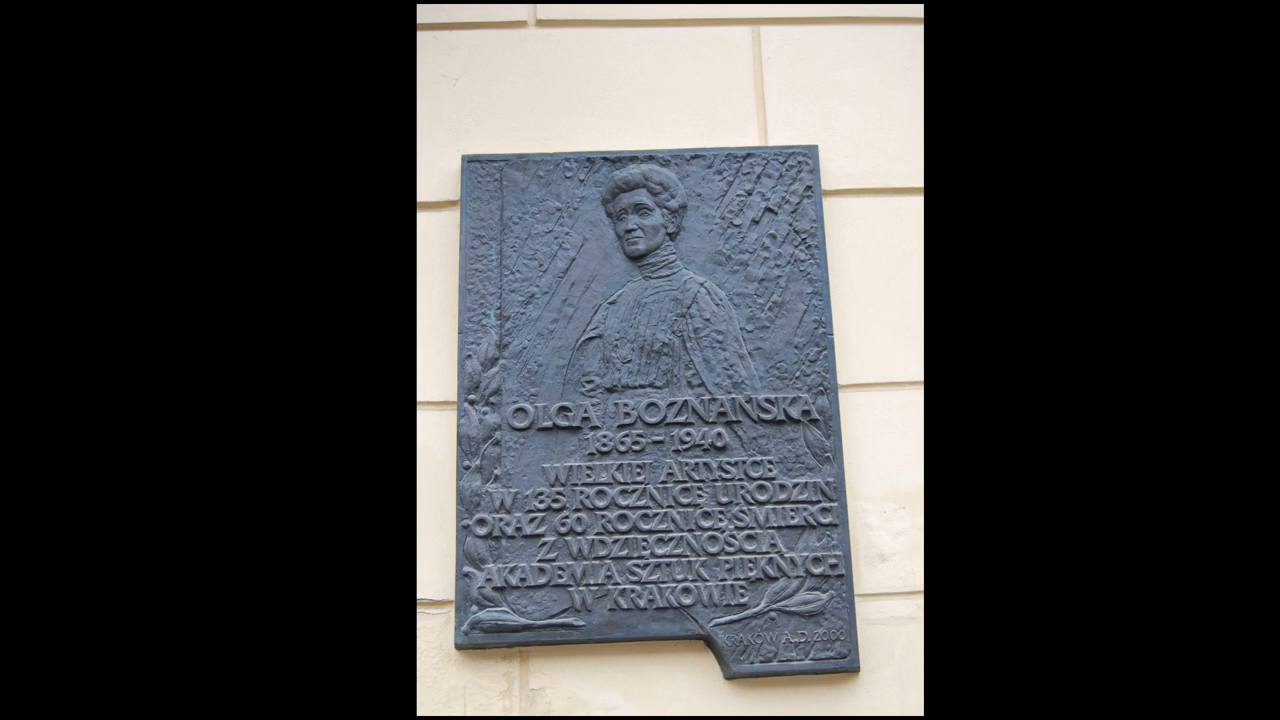 OLGA BOZNAŃSKA
1865-1940
WIELKIEJ ARTYSTCE
W 135 ROCZNICĘ URODZIN
ORAZ 60 ROCZNICĘ ŚMIERCI
Z WDZIĘCZNOŚCIĄ
AKADEMIA SZTUK PIĘKNYCH
W KRAKOWIE
KRAKÓW A.D. 2000